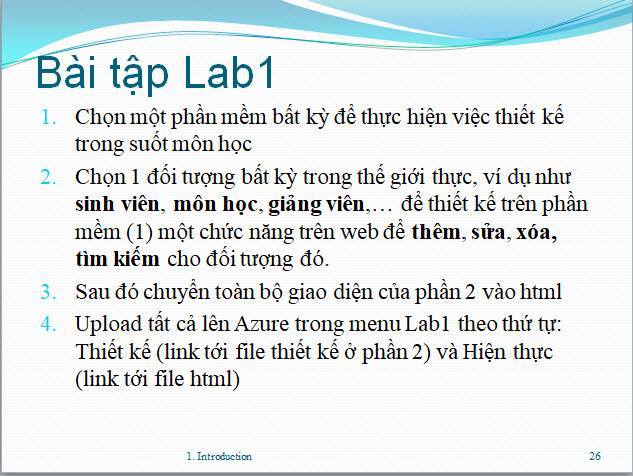 Bài tập Lab1
1. Chọn một phần mềm bất kỳ để thực hiện việc thiết kế
trong suốt môn học
2. Chọn 1 đối tượng bất kỳ trong thế giới thực, ví dụ như
sinh viên, môn học, giảng viên,… để thiết kế trên phần
mềm (1) một chức năng trên web để thêm, sửa, xóa,
tìm kiếm cho đối tượng đó.
3. Sau đó chuyển toàn bộ giao diện của phần 2 vào html
4. Upload tất cả lên Azure trong menu Lab1 theo thứ tự:
Thiết kế (link tới file thiết kế ở phần 2) và Hiện thực
(link tới file html)
1. Introduction
26